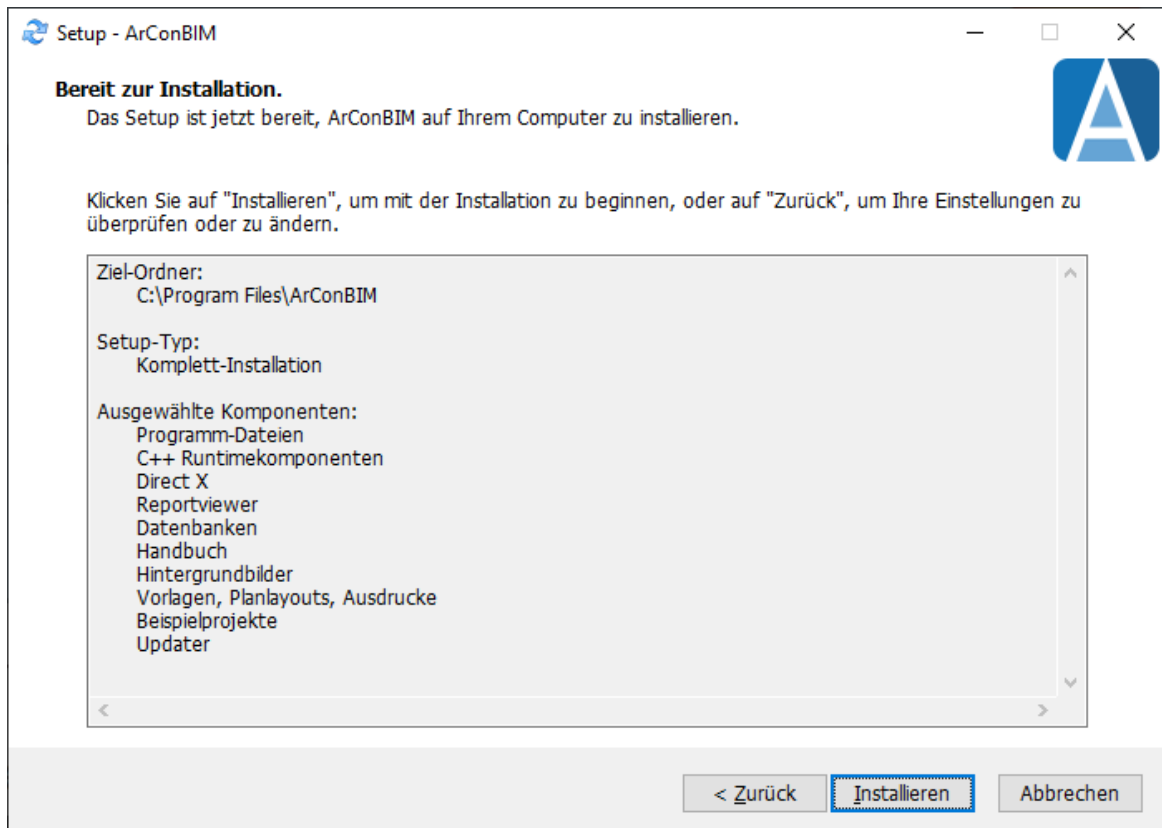 Setup - ArConBIM
Bereit zur Installation.
Das Setup ist jetzt bereit, ArConBIM auf Ihrem Computer zu installieren.
Klicken Sie auf "Installieren", um mit der Installation zu beginnen, oder auf "Zurück", um Ihre Einstellungen zu
überprüfen oder zu ändern.
Ziel-Ordner:
C:\Program Files\ArConBIM
Setup-Typ:
Komplett-Installation
Ausgewählte Komponenten:
Programm-Dateien
C++ Runtimekomponenten
Direct X
Reportviewer
Datenbanken
Handbuch
Hintergrundbilder
Vorlagen, Planlayouts, Ausdrucke
Beispielprojekte
Updater
< Zurück
Installieren
Abbrechen